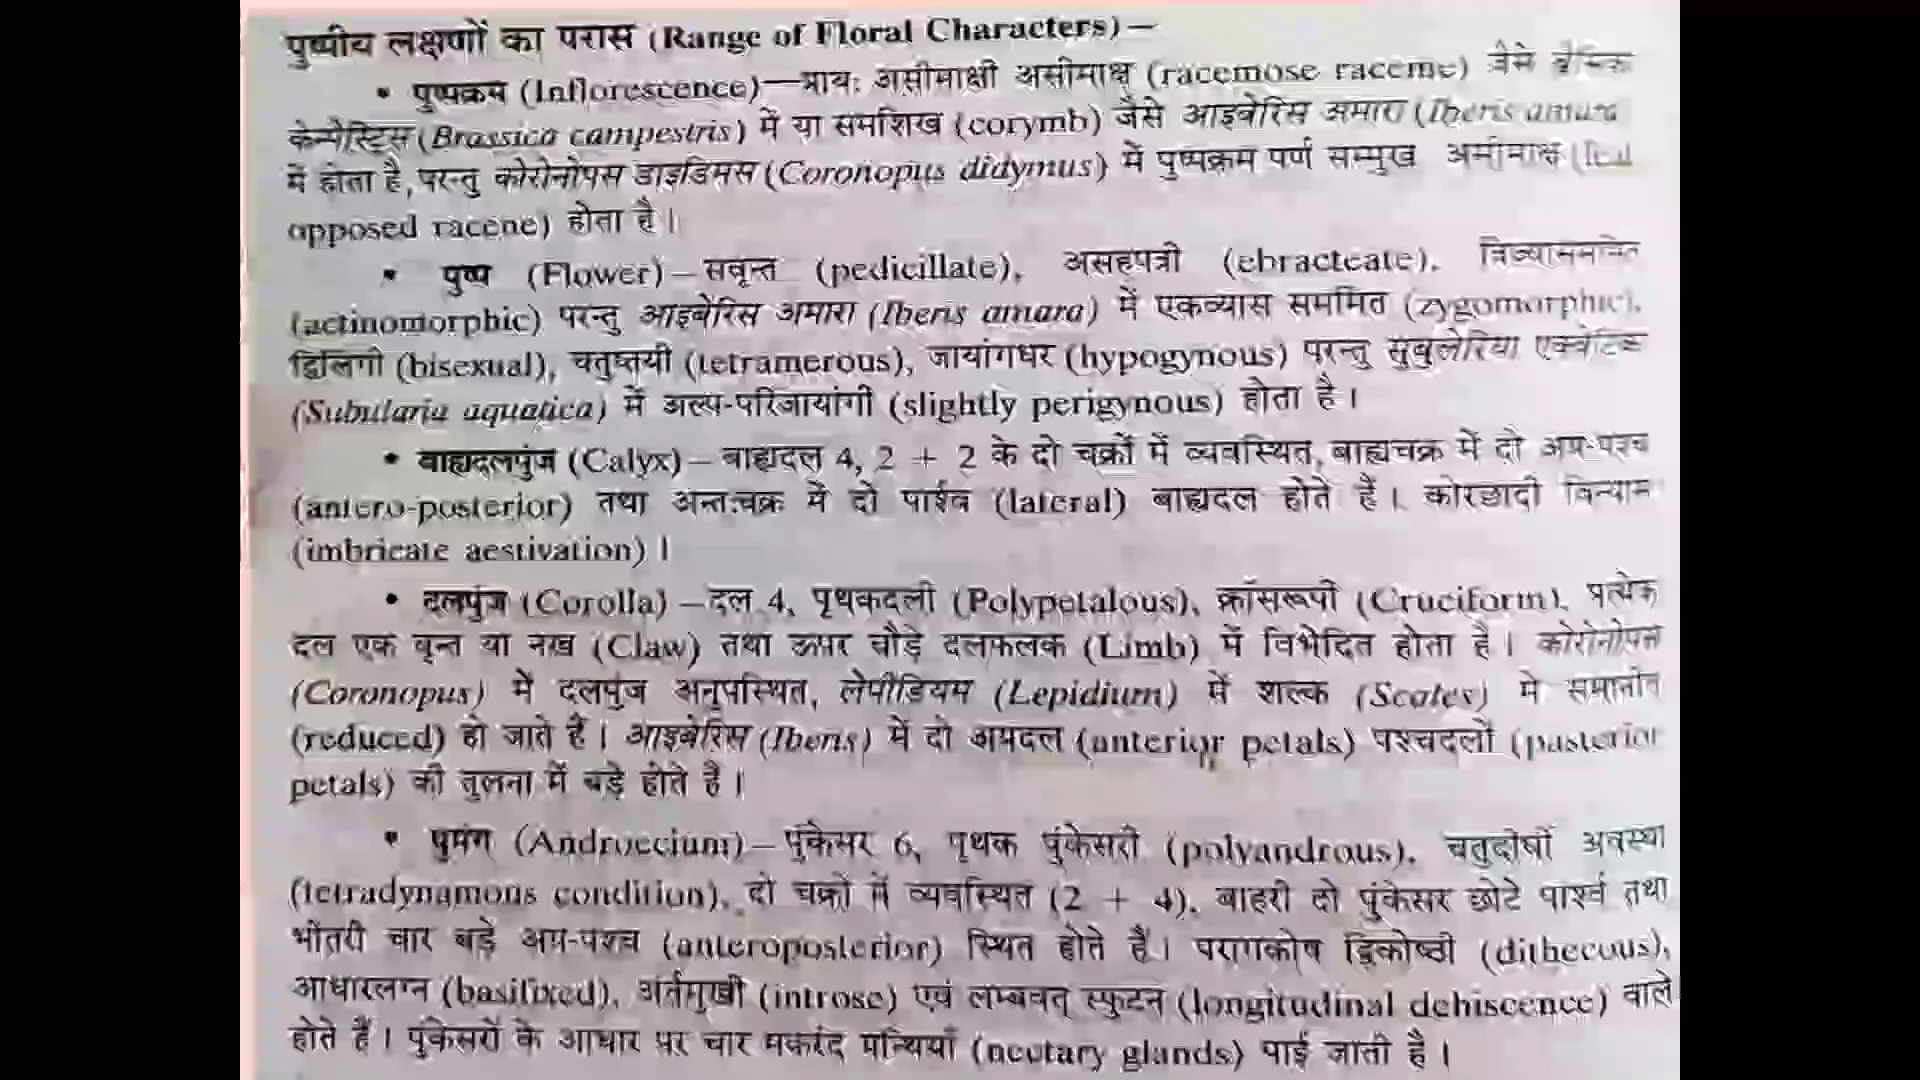 पुष्पीय लक्षणों का परास (Range of Floral Characters) —
• पुष्पक्रम (Inflorescence)—प्रायः असीमाक्षी असीमाक्ष (racemose raceme) जैसे
केम्पेस्ट्रिस (Brassica campestris) में या समशिख (corymb) जैसे आइबेरिस अमारा (Iberis amara
में होता है, परन्तु कोरोनोपस डाइडिमस (Coronopus didymus) में पुष्पक्रम पर्ण सम्मुख असीमाक्ष
opposed racene) होता है।
• पुष्प (Flower) – सवृन्त (pedicillate), असहपत्री (ebracteate), त्रिज्यासममित
(actinomorphic) परन्तु आइबेरिस अमारा (Iberis amara) में एकव्यास सममित (zygomorphic),
द्विलिंगी (bisexual), चतुष्तयी (tetramerous), जायांगधर (hypogynous) परन्तु सुबुलेरिया एक्वेटिक
(Subularia aquatica) में अल्प-परिजायांगी (slightly perigynous) होता है।
• बाह्यदलपुंज (Calyx) – बाह्यदल 4, 2 + 2 के दो चक्रों में व्यवस्थित, बाह्यचक्र में दो अग्र-पश्च
(antero-posterior) तथा अन्तःचक्र में दो पार्श्व (lateral) बाह्यदल होते हैं। कोरछादी विन्यास
(imbricate aestivation)।
• दलपुंज (Corolla) –दल 4, पृथकदली (Polypetalous), क्रॉसरूपी (Cruciform), प्रत्येक
दल एक वृन्त या नख (Claw) तथा ऊपर चौड़े दलफलक (Limb) में विभेदित होता है। कोरोनोपस
(Coronopus) में दलपुंज अनुपस्थित, लेपीडियम (Lepidium) में शल्क (Scales) मे समानीत
(reduced) हो जाते हैं। आइबेरिस (Iberis) में दो अग्रदल (anterior petals) पश्चदलों (pasterior
petals) की तुलना में बड़े होते है।
• पुमंग (Androecium) – पुंकेसर 6, पृथक पुंकेसरी (polyandrous), चतुर्दीर्घी अवस्था
(tetradynamous condition), दो चक्रो में व्यवस्थित (2 + 4), बाहरी दो पुंकेसर छोटे पार्श्व तथा
भीतरी चार बड़े अग्र-पश्च (anteroposterior) स्थित होते हैं। परागकोष द्विकोष्ठी (dithecous),
आधारलग्न (basifixed), अंर्तमुखी (introse) एवं लम्बवत् स्फुटन (longitudinal dehiscence) वाले
होते हैं। पुंकेसरों के आधार पर चार मकरंद ग्रन्थियाँ (nectary glands) पाई जाती है।